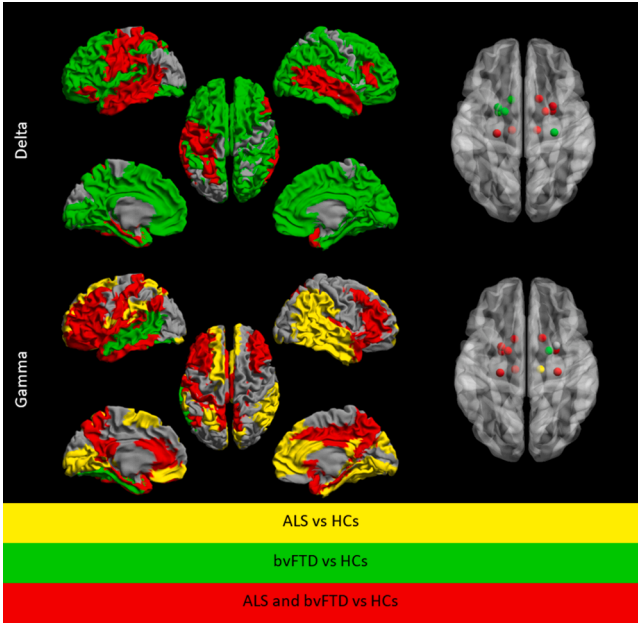 Delta
Gamma
ALS vs HCs
bvFTD vs HCs
ALS and bvFTD vs HCs